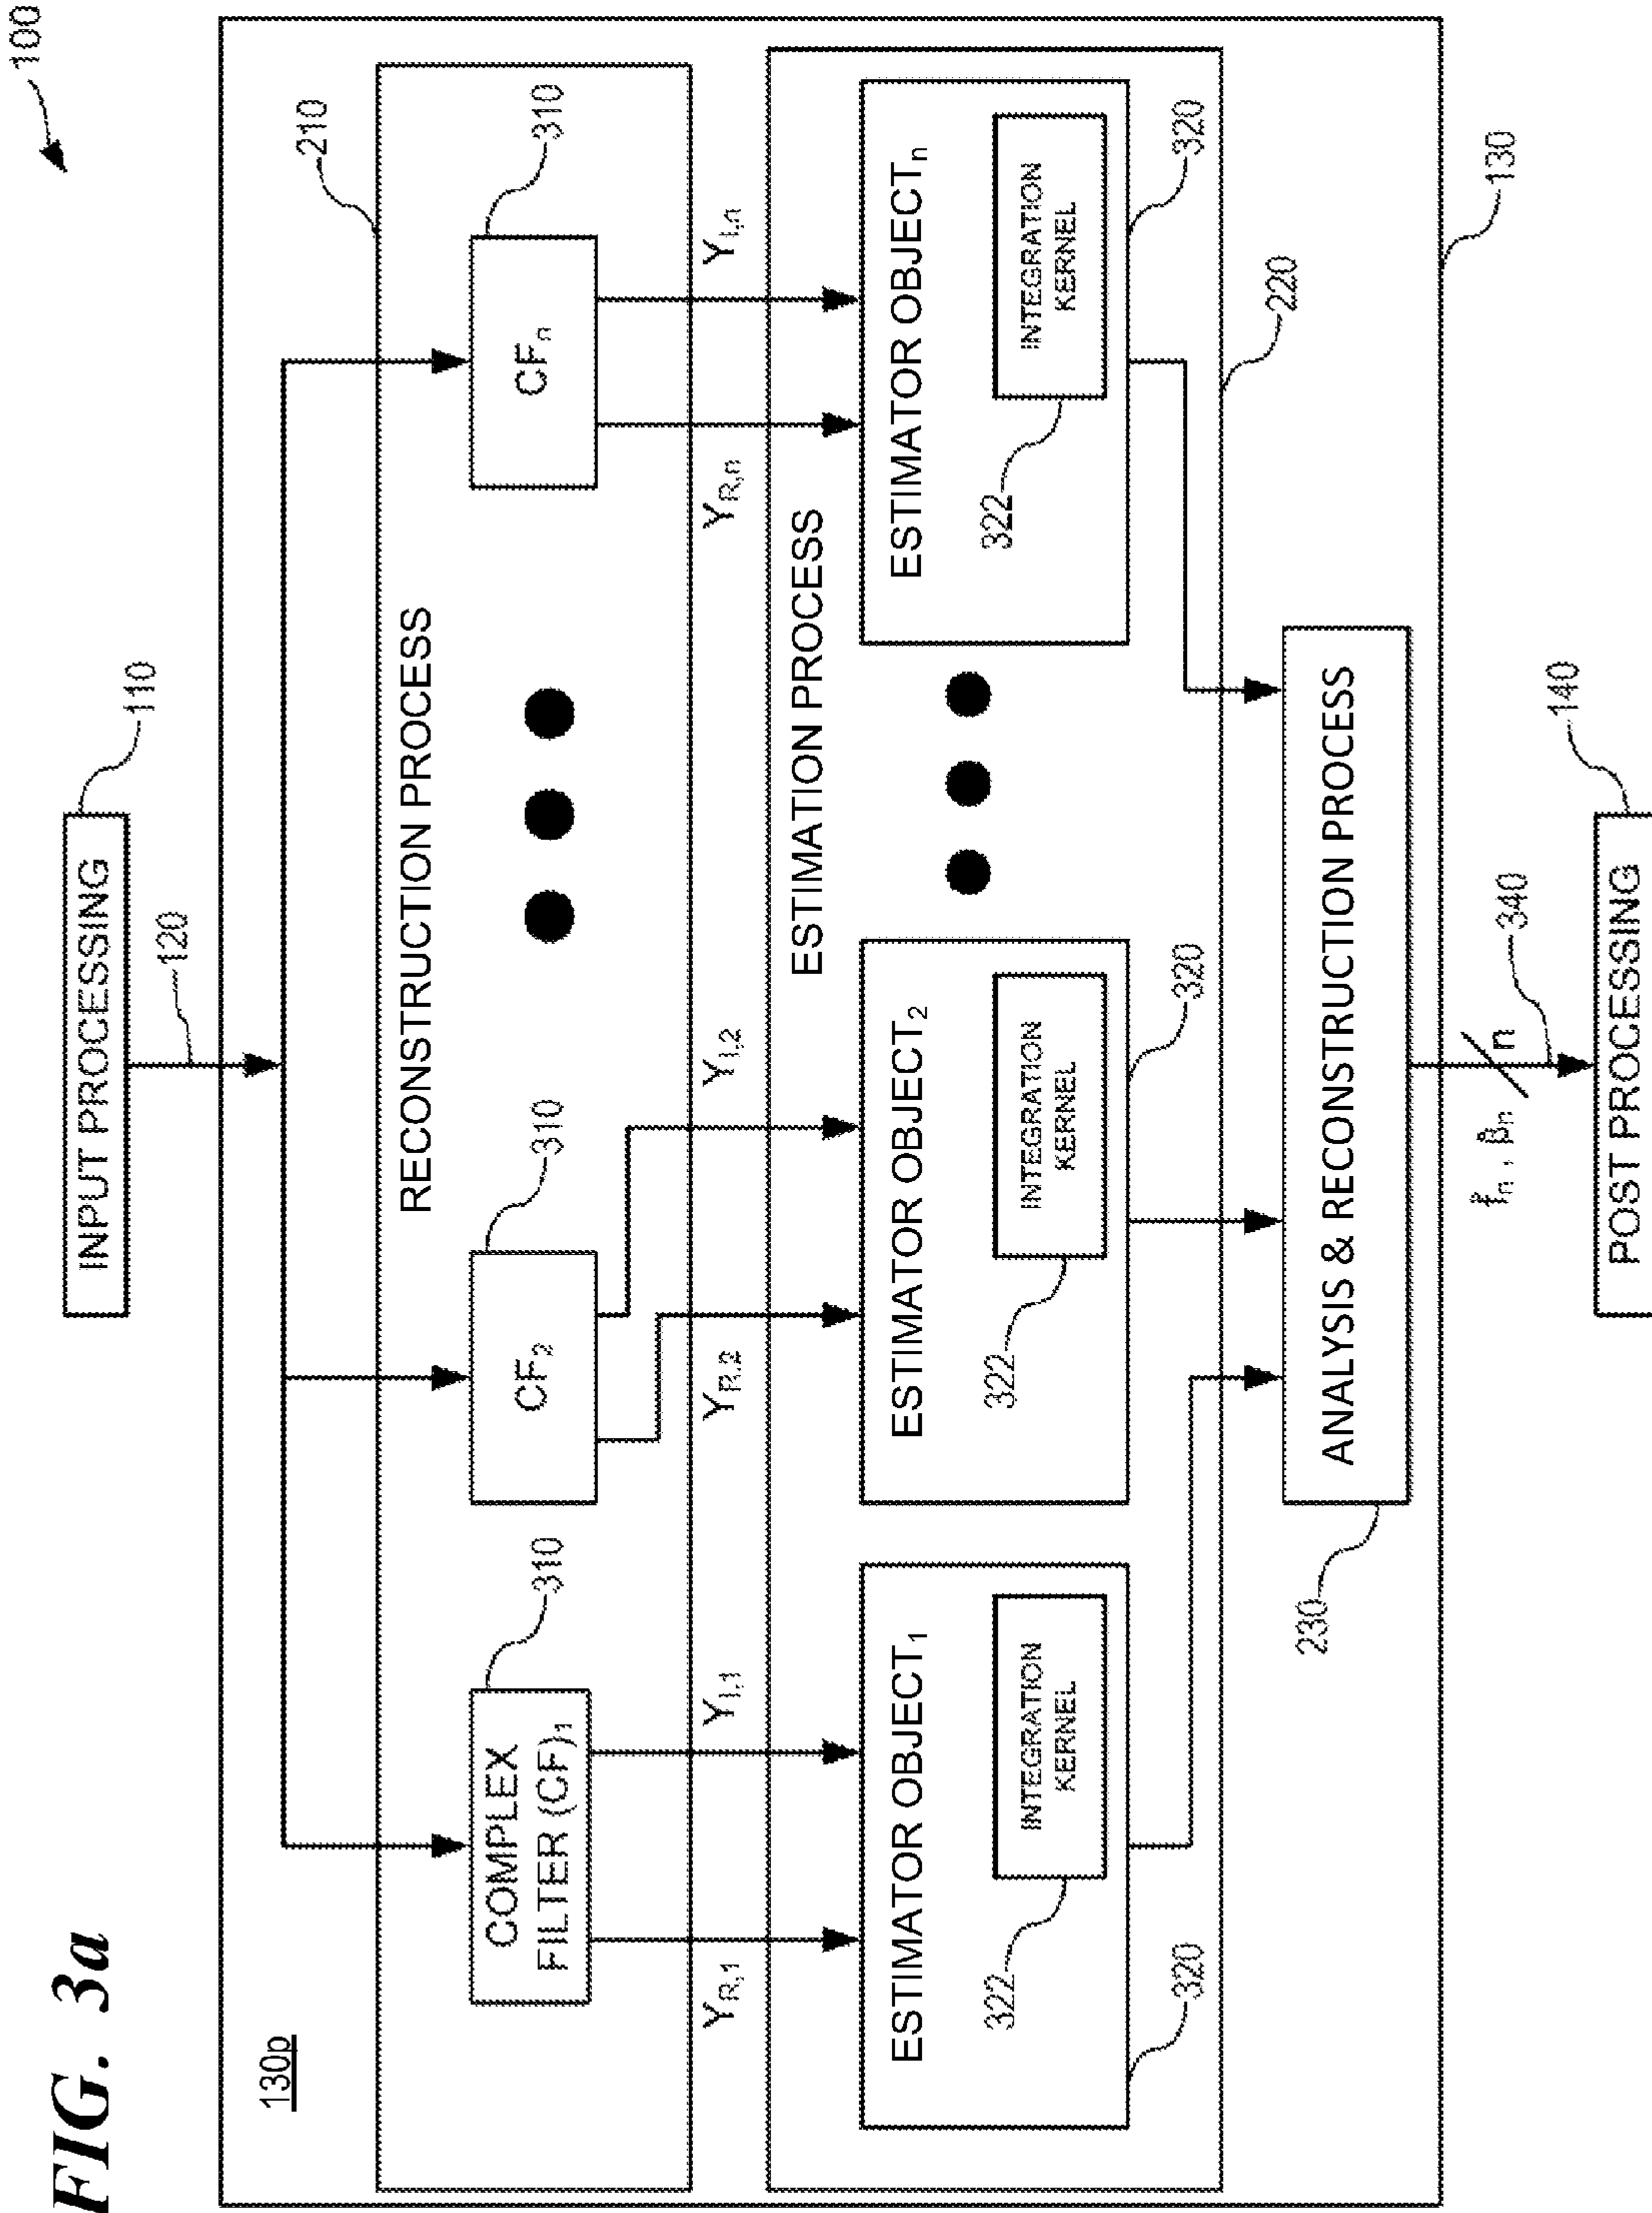 FIG. 3a
100
INPUT PROCESSING
110
120
130p
210
RECONSTRUCTION PROCESS
COMPLEX
FILTER (CF)1
310
CF2
310
CFn
310
YR,1
YI,1
YR,2
YI,2
YR,n
YI,n
ESTIMATION PROCESS
ESTIMATOR OBJECT1
INTEGRATION
KERNEL
322
320
ESTIMATOR OBJECT2
INTEGRATION
KERNEL
322
320
ESTIMATOR OBJECTn
INTEGRATION
KERNEL
322
320
220
ANALYSIS & RECONSTRUCTION PROCESS
230
130
n
340
POST PROCESSING
140